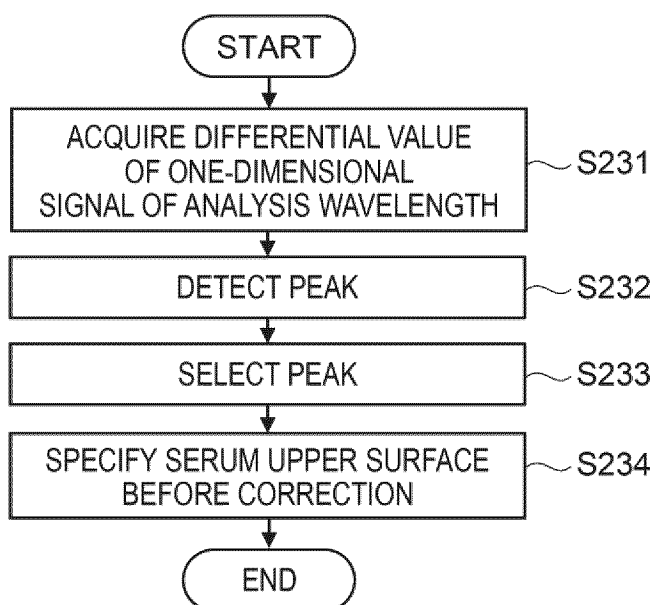 START
ACQUIRE DIFFERENTIAL VALUE
OF ONE-DIMENSIONAL
SIGNAL OF ANALYSIS WAVELENGTH
S231
DETECT PEAK
S232
SELECT PEAK
S233
SPECIFY SERUM UPPER SURFACE
BEFORE CORRECTION
S234
END